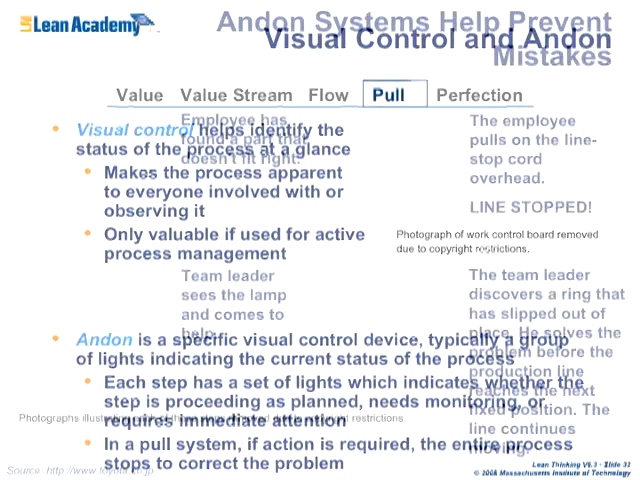 Lean Academy
Andon Systems Help Prevent
Mistakes
Visual Control and Andon
Value Value Stream Flow Pull Perfection
Visual control helps identify the
status of the process at a glance
Makes the process apparent
to everyone involved with or
observing it
Only valuable if used for active
process management
Employee has
found a part that
doesn't fit right.
The employee
pulls on the line-
stop cord
overhead.
LINE STOPPED!
Photograph of work control board removed
due to copyright restrictions.
Team leader
sees the lamp
and comes to
help.
The team leader
discovers a ring that
has slipped out of
place. He solves the
problem before the
production line
reaches the next
fixed position. The
line continues
moving.
Andon is a specific visual control device, typically a group
of lights indicating the current status of the process
Each step has a set of lights which indicates whether the
step is proceeding as planned, needs monitoring, or
requires immediate attention
In a pull system, if action is required, the entire process
stops to correct the problem
Photographs restrictions.
Source: http://www.toyota.co.jp
Lean Thinking V6.3 - Slide 33
© 2008 Massachusetts Institute of Technology